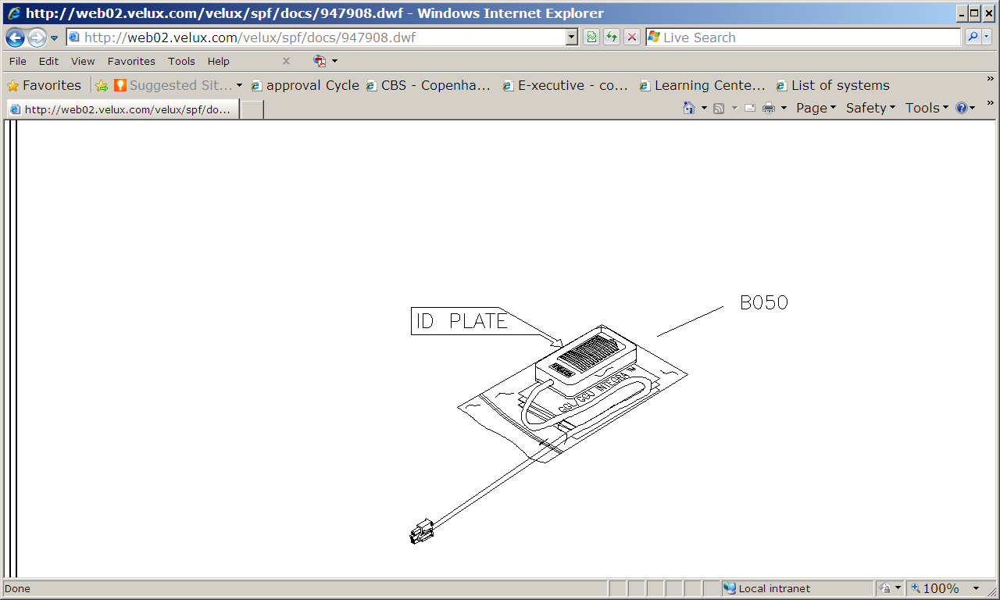 http://web02.velux.com/velux/spf/docs/947908.dwf - Windows Internet Explorer
http://web02.velux.com/velux/spf/docs/947908.dwf Live Search
File Edit View Favorites Tools Help x
Favorites Suggested Sit... approval Cycle CBS - Copenha... E-xecutive - co... Learning Cente... List of systems
http://web02.velux.com/velux/spf/do... Page Safety Tools
B050
ID PLATE
Done Local intranet 100%